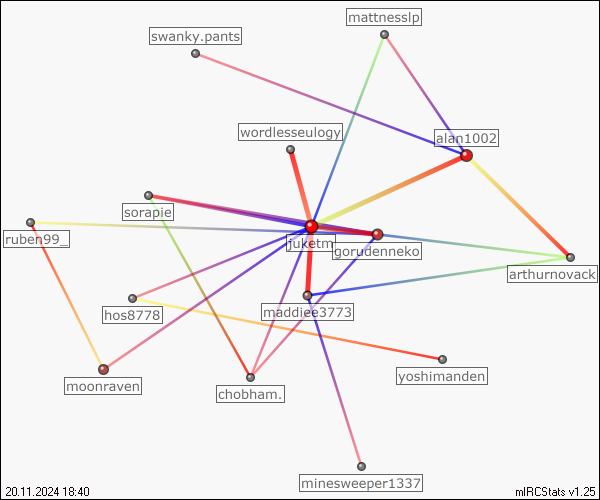 mattnesslp
swanky.pants
wordlesseulogy
alan1002
sorapie
ruben99_
juketm
gorudenneko
arthurnovack
hos8778
maddiee3773
moonraven
chobham.
yoshimanden
minesweeper1337
20.11.2024 18:40
mIRCStats v1.25